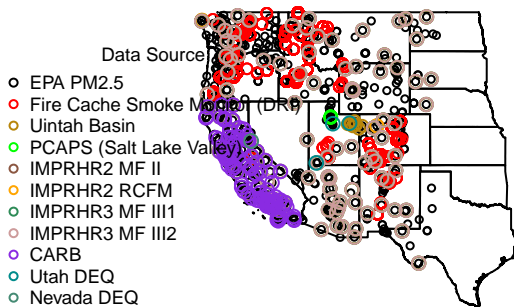 Data Source
EPA PM2.5
Fire Cache Smoke Monitor (DRI)
Uintah Basin
PCAPS (Salt Lake Valley)
IMPRHR2 MF II
IMPRHR2 RCFM
IMPRHR3 MF III1
IMPRHR3 MF III2
CARB
Utah DEQ
Nevada DEQ